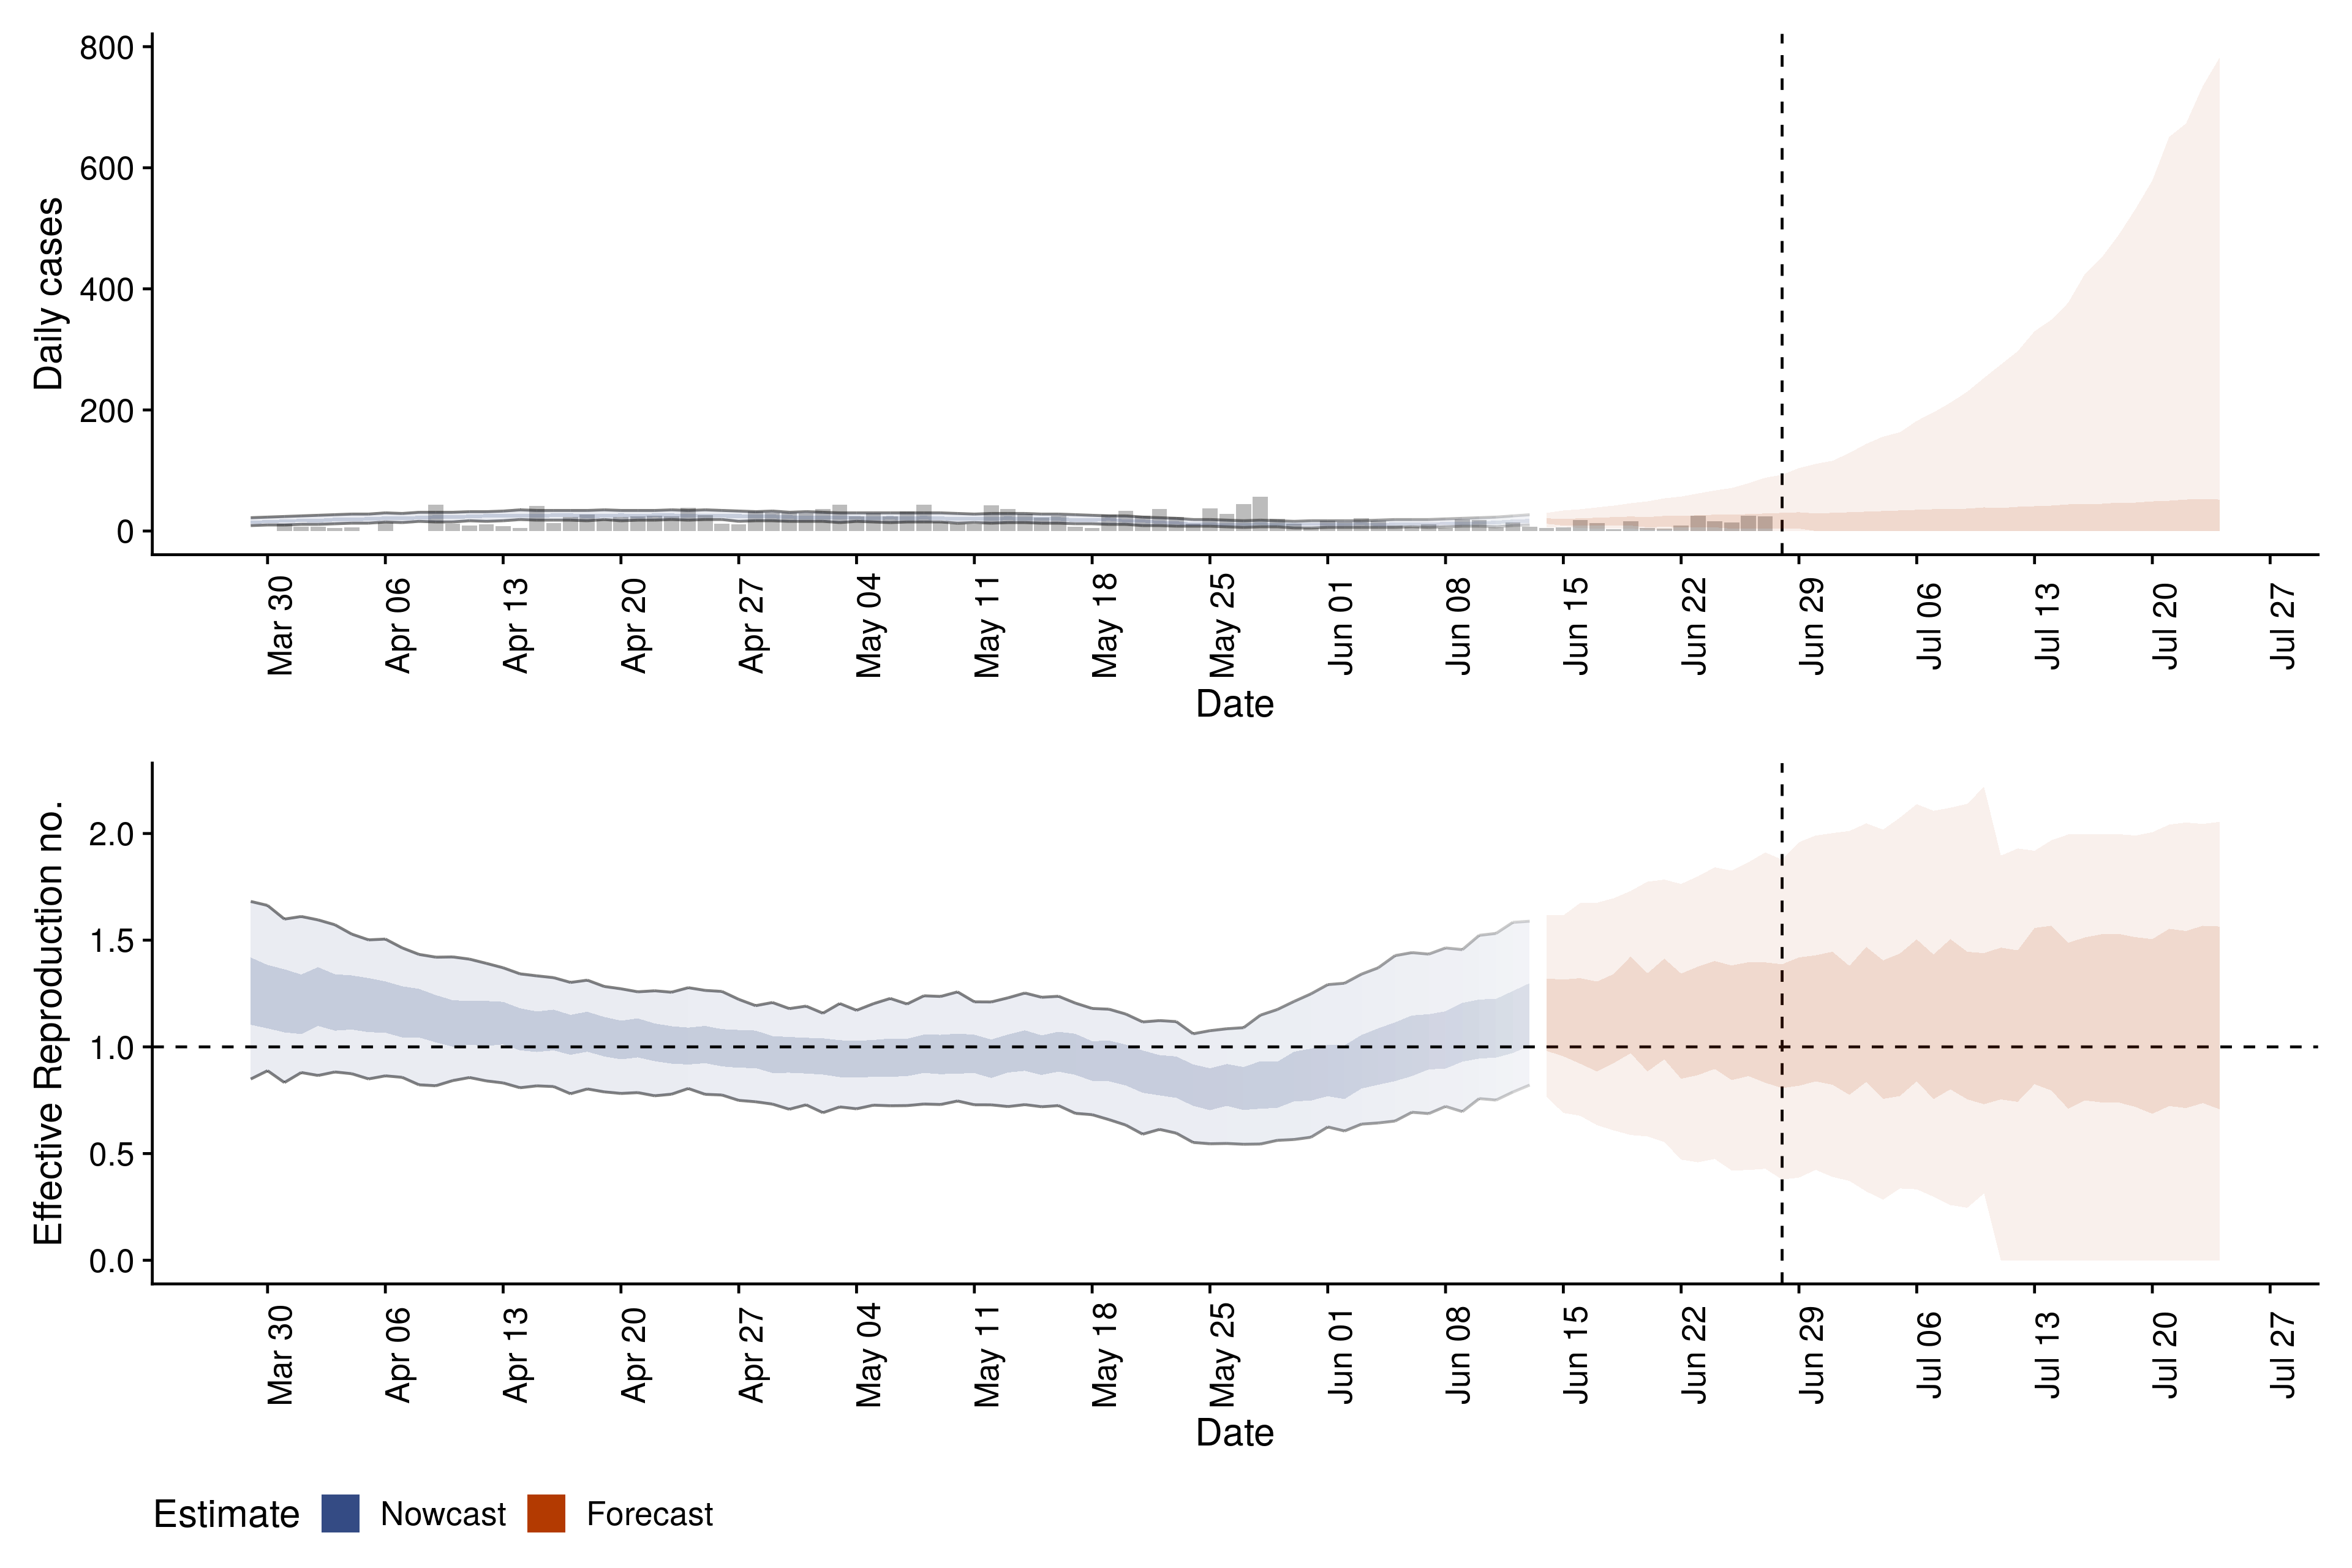 800
600
400
200
0
Daily cases
Mar 30
Apr 06
Apr 13
Apr 20
Apr 27
May 04
May 11
May 18
May 25
Jun 01
Jun 08
Jun 15
Jun 22
Jun 29
Jul 06
Jul 13
Jul 20
Jul 27
Date
2.0
1.5
1.0
0.5
0.0
Effective Reproduction no.
Mar 30
Apr 06
Apr 13
Apr 20
Apr 27
May 04
May 11
May 18
May 25
Jun 01
Jun 08
Jun 15
Jun 22
Jun 29
Jul 06
Jul 13
Jul 20
Jul 27
Date
Estimate Nowcast Forecast